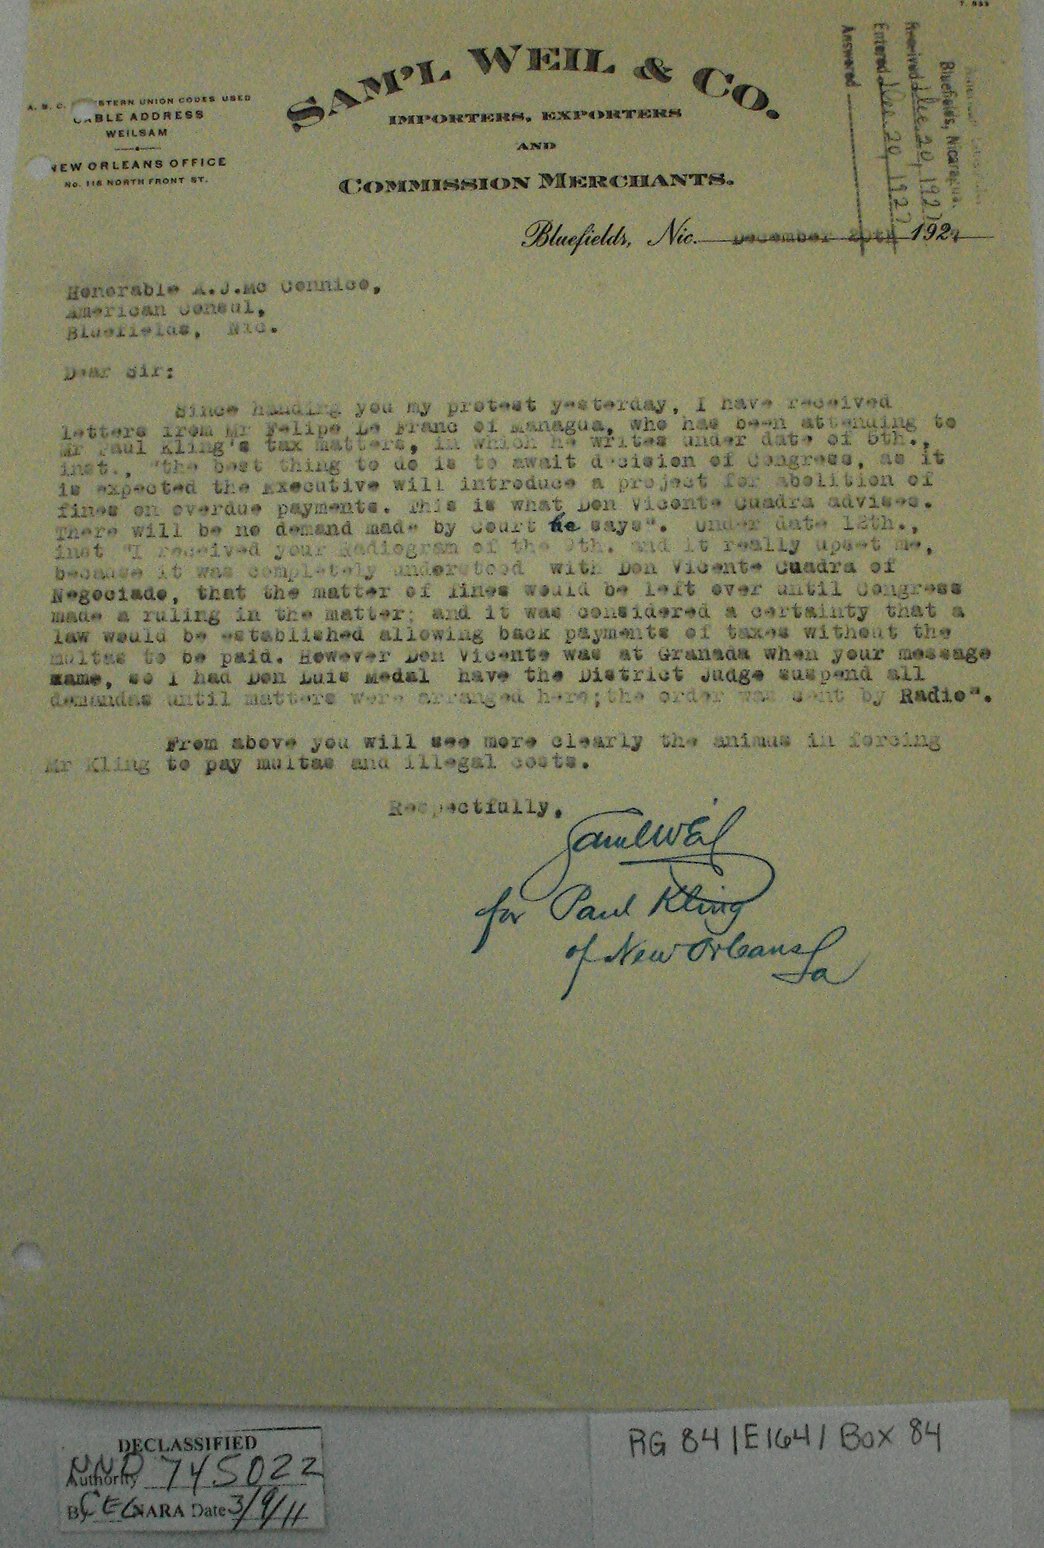 SAM'L WEIL & CO.
IMPORTERS, EXPORTERS
AND
COMMISSION MERCHANTS.
A. B. C. STERN UNION CODES USED
CABLE ADDRESS
WEILSAM
NEW ORLEANS OFFICE
No. 118 NORTH FRONT ST.
Bluefields, Nicaragua,
Received Dec. 20, 1927
Entered Dec. 20, 1927
Answered
Bluefields, Nic. December 20th 1927
Honorable A.J.Mc Connico,
American Consul,
Bluefields, Nic.
Dear Sir:
Since handing you my protest yesterday, I have received
letters from Mr Felipe Le Franc of Managua, who has been attending to
Mr Paul Kling's tax matters, in which he writes under date of 5th.,
inst., "the best thing to do is to await decision of Congress, as it
is expected the Executive will introduce a project for abolition of
fines on overdue payments. This is what Don Vicente Cuadra advises.
There will be no demand made by Court he says". Under date 12th.,
inst "I received your Radiogram of the 9th. and it really upset me,
because it was completely understood with Don Vicente Cuadra of
Negociado, that the matter of fines would be left over until Congress
made a ruling in the matter; and it was considered a certainty that a
law would be established allowing back payments of taxes without the
multas to be paid. However Don Vicente was at Granada when your message
came, so I had Don Luis Medal have the District Judge suspend all
demandas until matters were arranged here;the order was sent by Radio".
From above you will see more clearly the animus in forcing
Mr Kling to pay multas and illegal costs.
Respectfully,
Saml Weil
for Paul Kling
of New Orleans
La
DECLASSIFIED
Authority NND 745022
By CEG NARA Date 3/9/11
RG 84/E164/ Box 84